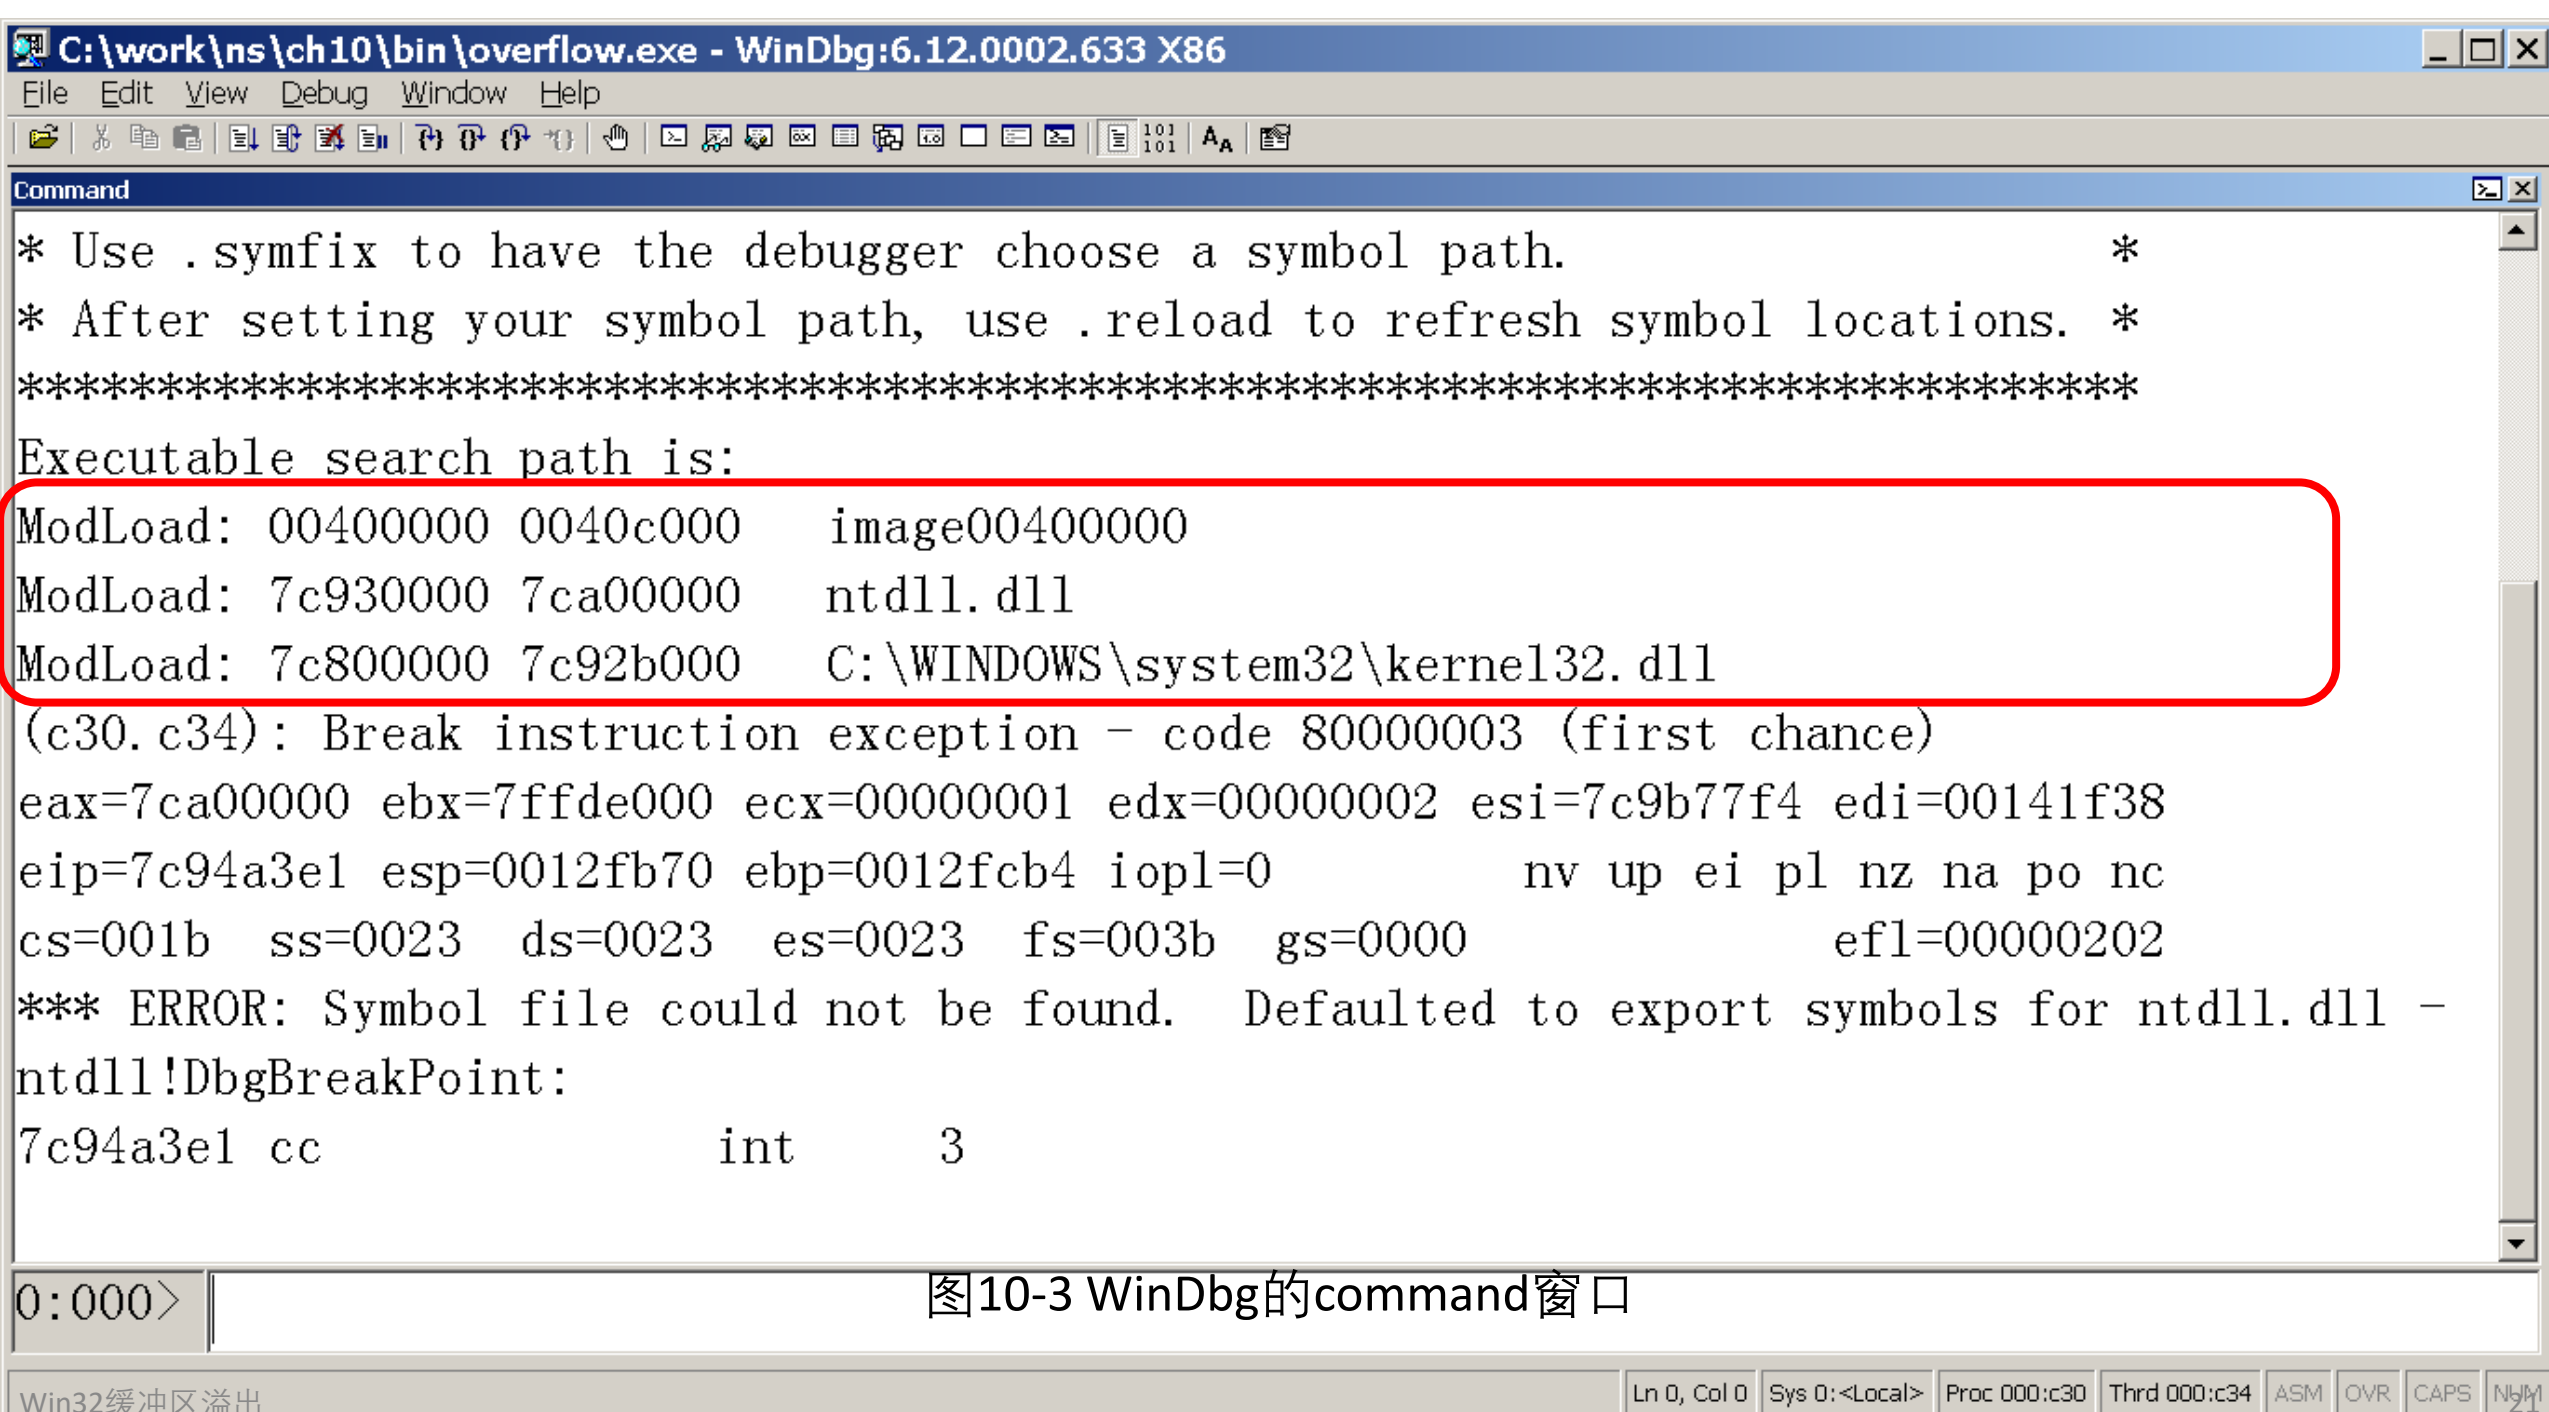 C:\work\ns\ch10\bin\overflow.exe - WinDbg:6.12.0002.633 X86
File Edit View Debug Window Help
Command
* Use .symfix to have the debugger choose a symbol path. *
* After setting your symbol path, use .reload to refresh symbol locations. *
****************************************************************************
Executable search path is:
ModLoad: 00400000 0040c000 image00400000
ModLoad: 7c930000 7ca00000 ntdll.dll
ModLoad: 7c800000 7c92b000 C:\WINDOWS\system32\kernel32.dll
(c30.c34): Break instruction exception - code 80000003 (first chance)
eax=7ca00000 ebx=7ffde000 ecx=00000001 edx=00000002 esi=7c9b77f4 edi=00141f38
eip=7c94a3e1 esp=0012fb70 ebp=0012fcb4 iopl=0 nv up ei pl nz na po nc
cs=001b ss=0023 ds=0023 es=0023 fs=003b gs=0000 efl=00000202
*** ERROR: Symbol file could not be found. Defaulted to export symbols for ntdll.dll -
ntdll!DbgBreakPoint:
7c94a3e1 cc int 3
0:000>
图10-3 WinDbg的command窗口
Win32缓冲区溢出
Ln 0, Col 0 Sys 0:<Local> Proc 000:c30 Thrd 000:c34 ASM OVR CAPS NUM
21